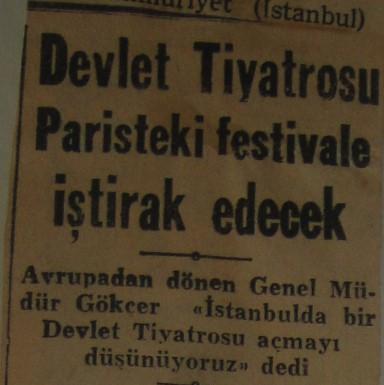 (İstanbul)
Devlet Tiyatrosu
Paristeki festivale
iştirak edecek
Avrupadan dönen Genel Mü-
dür Gökçer «İstanbulda bir
Devlet Tiyatrosu açmayı
düşünüyoruz» dedi